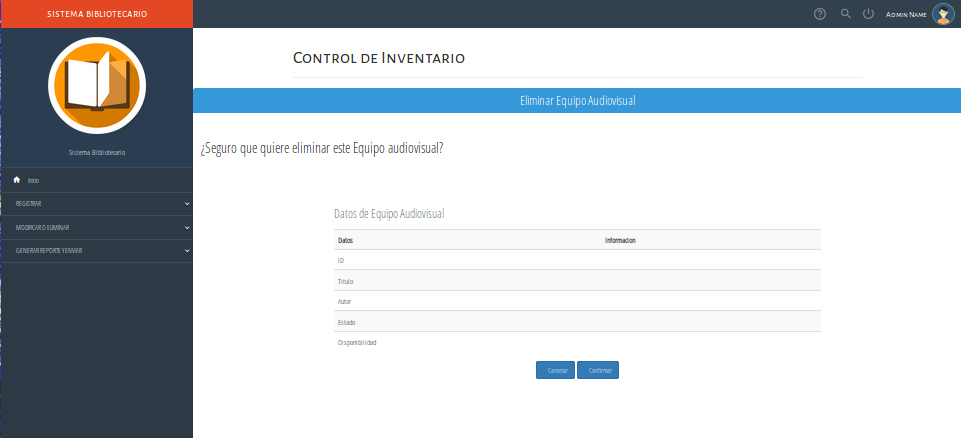 SISTEMA BIBLIOTECARIO
Admin Name
Sistema Bibliotecario
Inicio
REGISTRAR
MODIFICAR O ELIMINAR
GENERAR REPORTE Y ENVIAR
Control de Inventario
Eliminar Equipo Audiovisual
¿Seguro que quiere eliminar este Equipo audiovisual?
Datos de Equipo Audiovisual
Datos Informacion
ID
Titulo
Autor
Estado
Disponibilidad
Cancelar Confirmar